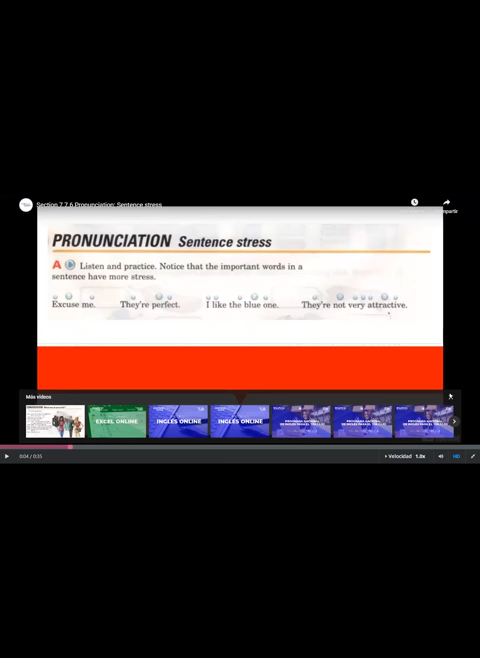 Section 7 7.6 Pronunciation: Sentence stress
mpartir
PRONUNCIATION Sentence stress
A Listen and practice. Notice that the important words in a
sentence have more stress.
Excuse me. They're perfect. I like the blue one. They're not very attractive.
Más vídeos
EXCEL ONLINE
INGLÉS ONLINE
INGLÉS ONLINE
0:04 / 0:35
Velocidad 1.0x
HD